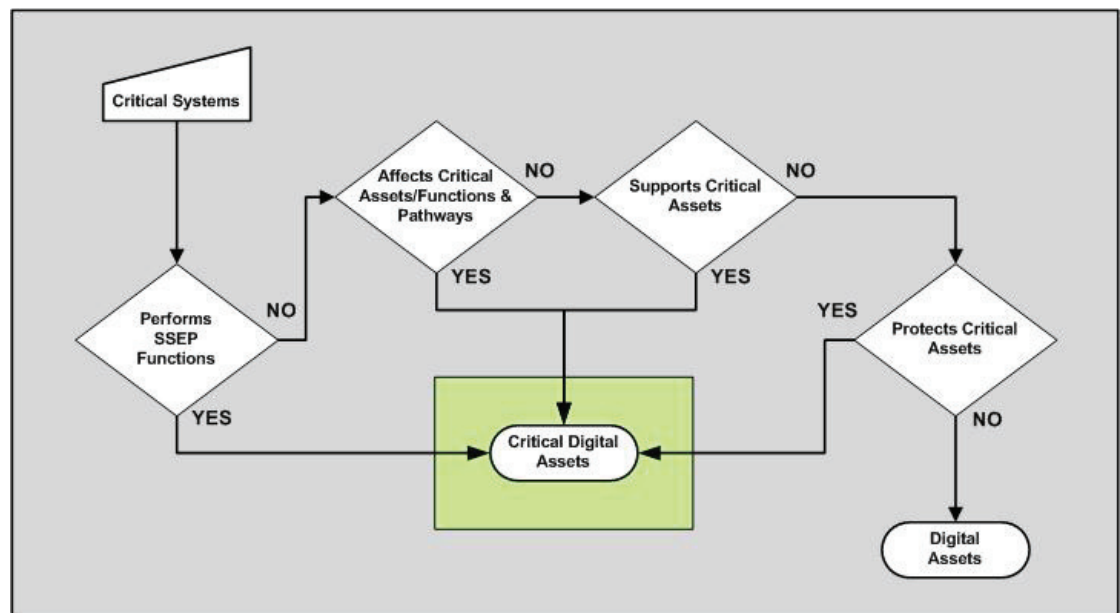 Critical Systems
Performs
SSEP
Functions
NO
YES
Affects Critical
Assets/Functions &
Pathways
NO
YES
Supports Critical
Assets
NO
YES
Protects Critical
Assets
YES
NO
Critical Digital
Assets
Digital
Assets